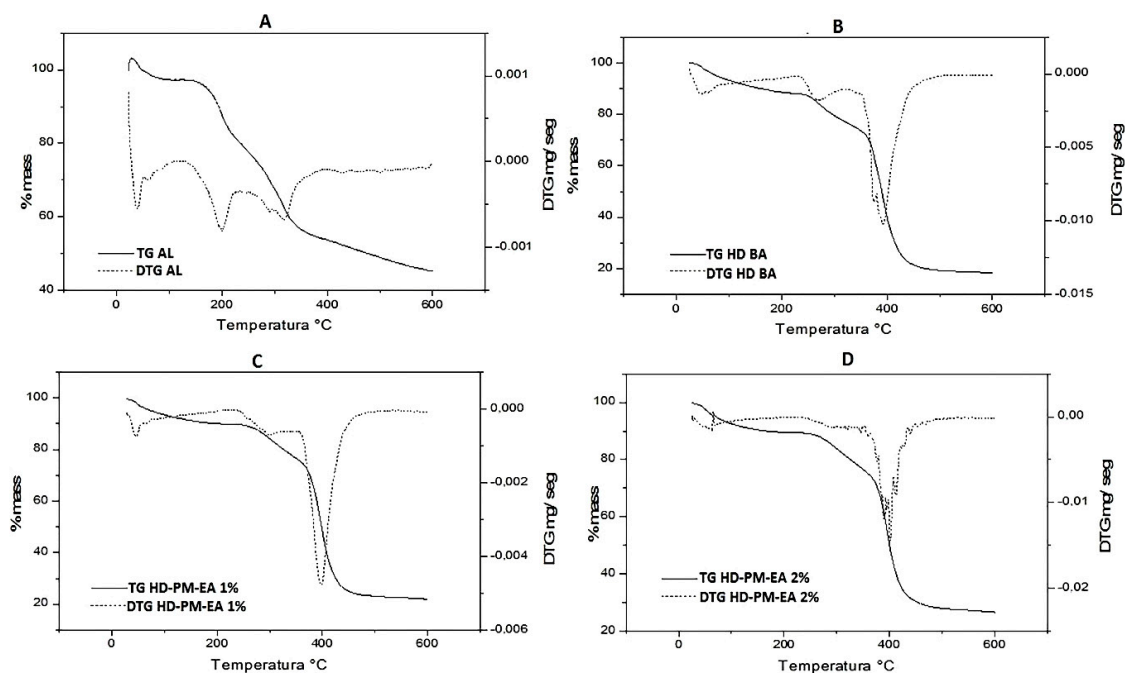 A
100
80
60
40
% mass
0,001
0,000
-0,001
DTG mg/ seg
TG AL
DTG AL
0
200
400
600
Temperatura °C
B
100
80
60
40
20
% mass
0,000
-0,005
-0,010
-0,015
DTG mg/ seg
TG HD BA
DTG HD BA
0
200
400
600
Temperatura °C
C
100
80
60
40
20
% mass
0,000
-0,002
-0,004
-0,006
DTG mg/ seg
TG HD-PM-EA 1%
DTG HD-PM-EA 1%
0
200
400
600
Temperatura °C
D
100
80
60
40
20
% mass
0,00
-0,01
-0,02
DTG mg/ seg
TG HD-PM-EA 2%
DTG HD-PM-EA 2%
0
200
400
600
Temperatura °C